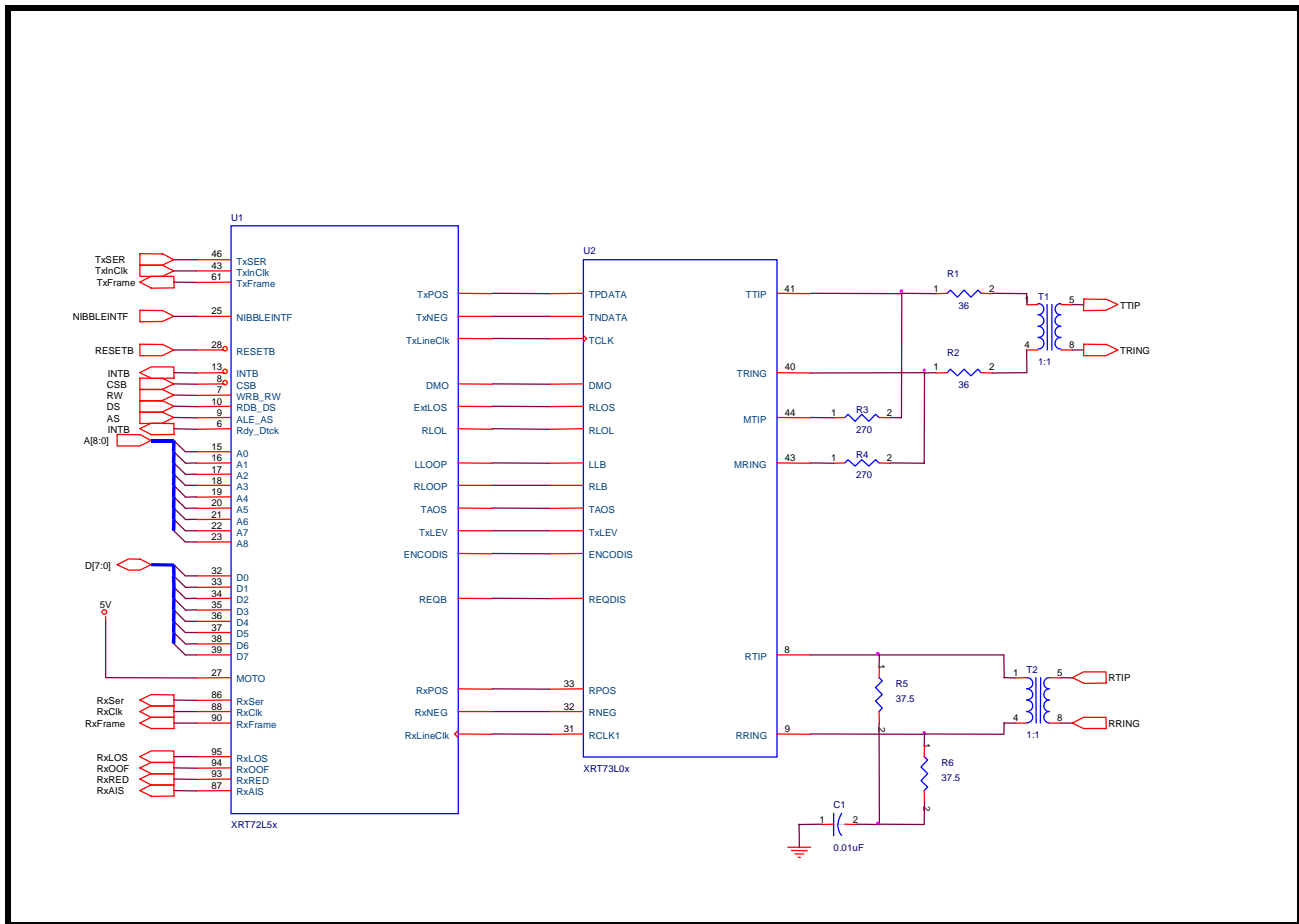 U1
TxSER 46 TxSER
TxInClk 43 TxInClk
TxFrame 61 TxFrame
NIBBLEINTF 25 NIBBLEINTF
RESETB 28 RESETB
INTB 13 INTB
CSB 8 CSB
RW 7 WRB_RW
DS 10 RDB_DS
AS 9 ALE_AS
INTB 6 Rdy_Dtck
A[8:0]
15 A0
16 A1
17 A2
18 A3
19 A4
20 A5
21 A6
22 A7
23 A8
D[7:0]
32 D0
33 D1
34 D2
35 D3
36 D4
37 D5
38 D6
39 D7
5V
27 MOTO
RxSer 86 RxSer
RxClk 88 RxClk
RxFrame 90 RxFrame
RxLOS 95 RxLOS
RxOOF 94 RxOOF
RxRED 93 RxRED
RxAIS 87 RxAIS
XRT72L5x
TxPOS
TxNEG
TxLineClk
DMO
ExtLOS
RLOL
LLOOP
RLOOP
TAOS
TxLEV
ENCODIS
REQB
RxPOS
RxNEG
RxLineClk
U2
TPDATA
TNDATA
TCLK
DMO
RLOS
RLOL
LLB
RLB
TAOS
TxLEV
ENCODIS
REQDIS
33 RPOS
32 RNEG
31 RCLK1
XRT73L0x
TTIP 41
TRING 40
MTIP 44
MRING 43
RTIP 8
RRING 9
R1
1 2
36
R2
1 2
36
R3
1 2
270
R4
1 2
270
T1
1 5
4 8
1:1
TTIP
TRING
R5
1 2
37.5
R6
1 2
37.5
T2
1 5
4 8
1:1
RTIP
RRING
C1
1 2
0.01uF